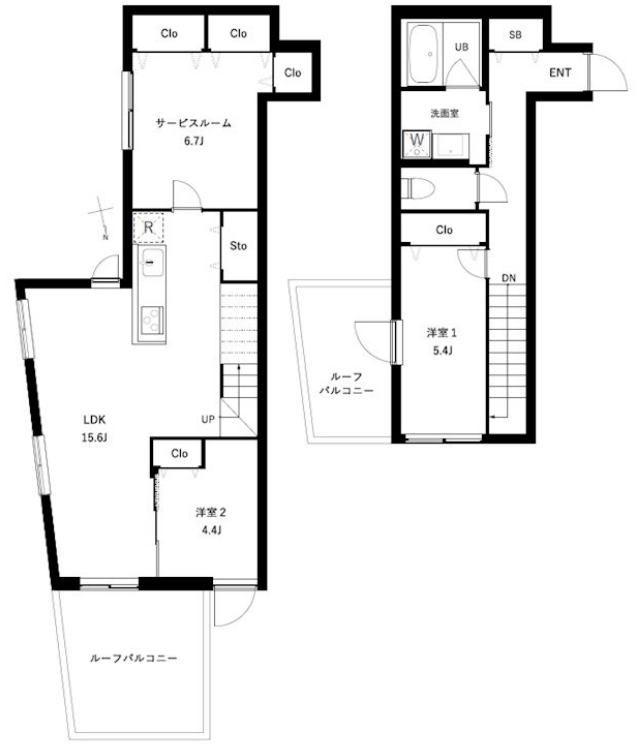 Clo
Clo
Clo
サービスルーム
6.7J
R
Sto
N
UP
LDK
15.6J
Clo
洋室2
4.4J
ルーフバルコニー
UB
SB
ENT
洗面室
W
Clo
DN
洋室1
5.4J
ルーフ
バルコニー